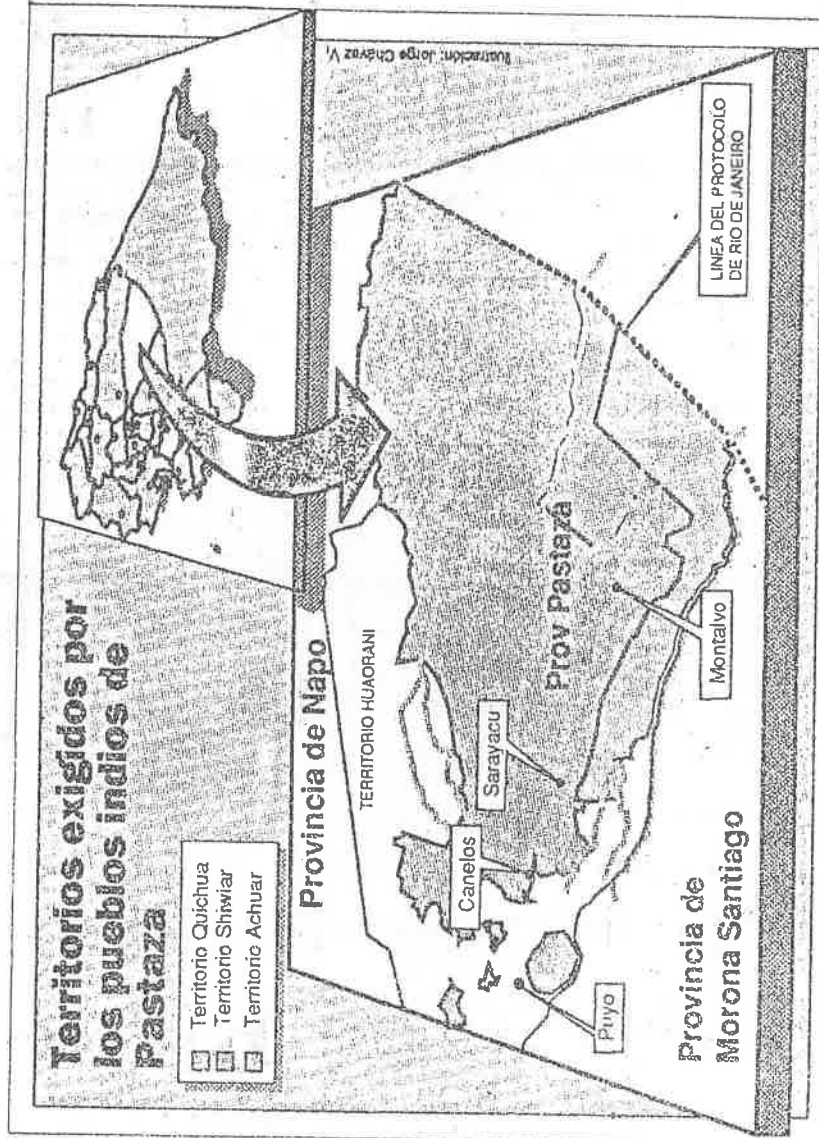 Territorios exigidos por
los pueblos indios de
Pastaza
Territorio Quichua
Territorio Shiwiar
Territorio Achuar
Provincia de Napo
TERRITORIO HUAORANI
Canelos
Sarayacu
Prov Pastaza
Montalvo
Puyo
Provincia de
Morona Santiago
LINEA DEL PROTOCOLO
DE RIO DE JANEIRO
Ilustración: Jorge Chávez V,